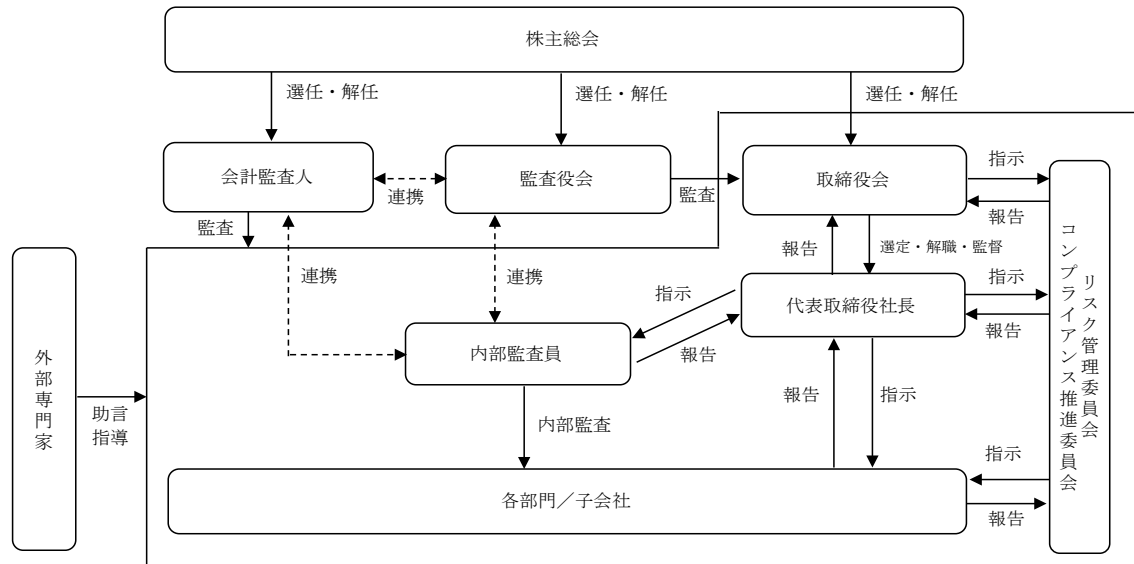 株主総会
選任・解任
選任・解任
選任・解任
会計監査人
連携
監査役会
監査
取締役会
指示
報告
監査
連携
連携
報告
選定・解職・監督
指示
代表取締役社長
指示
報告
内部監査員
報告
外部専門家
助言
指導
内部監査
報告
指示
リスク管理委員会
コンプライアンス推進委員会
各部門／子会社
指示
報告